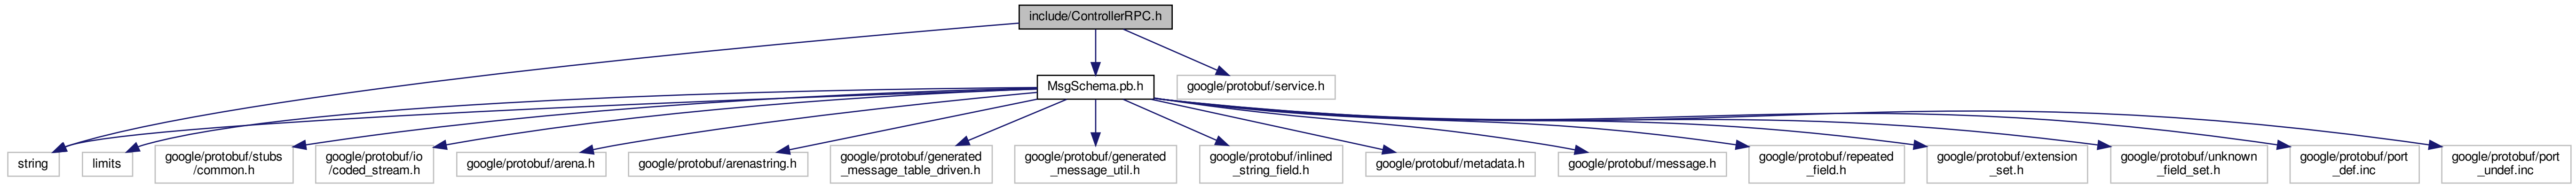 include/ControllerRPC.h
MsgSchema.pb.h
google/protobuf/service.h
string
limits
google/protobuf/stubs
/common.h
google/protobuf/io
/coded_stream.h
google/protobuf/arena.h
google/protobuf/arenastring.h
google/protobuf/generated
_message_table_driven.h
google/protobuf/generated
_message_util.h
google/protobuf/inlined
_string_field.h
google/protobuf/metadata.h
google/protobuf/message.h
google/protobuf/repeated
_field.h
google/protobuf/extension
_set.h
google/protobuf/unknown
_field_set.h
google/protobuf/port
_def.inc
google/protobuf/port
_undef.inc